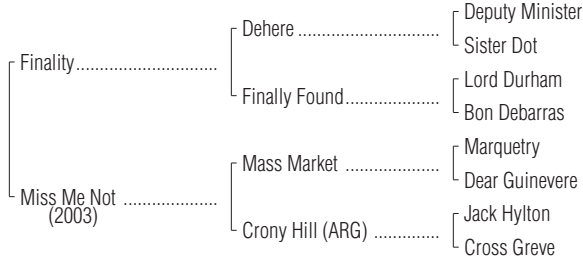 Deputy Minister
Dehere
Sister Dot
Finality
Lord Durham
Finally Found
Bon Debarras
Marquetry
Mass Market
Dear Guinevere
Miss Me Not
(2003)
Jack Hylton
Crony Hill (ARG)
Cross Greve